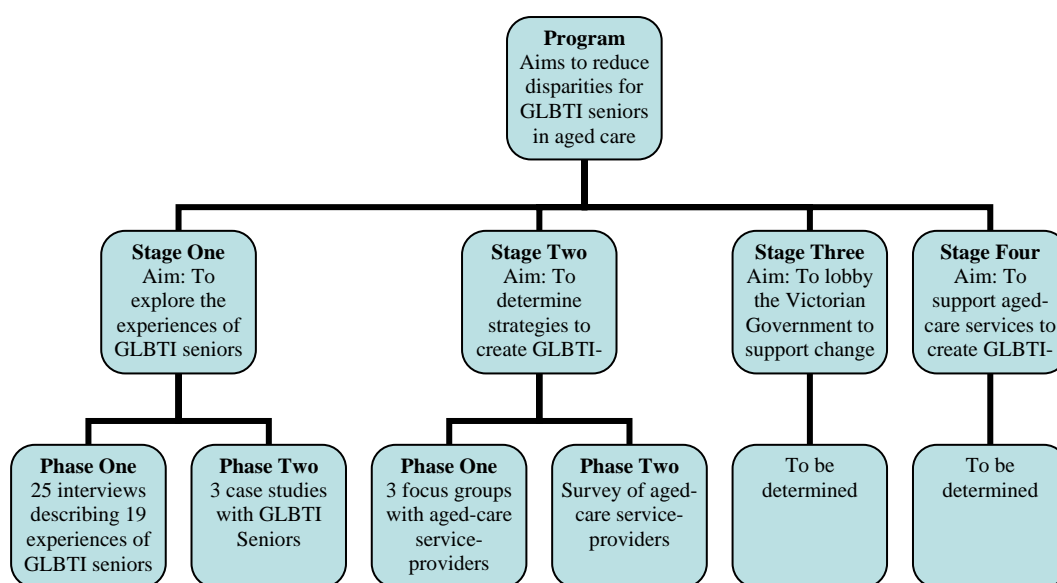 Program
Aims to reduce
disparities for
GLBTI seniors
in aged care
Stage One
Aim: To
explore the
experiences of
GLBTI seniors
Stage Two
Aim: To
determine
strategies to
create GLBTI-
Stage Three
Aim: To lobby
the Victorian
Government to
support change
Stage Four
Aim: To
support aged-
care services to
create GLBTI-
Phase One
25 interviews
describing 19
experiences of
GLBTI seniors
Phase Two
3 case studies
with GLBTI
Seniors
Phase One
3 focus groups
with aged-care
service-
providers
Phase Two
Survey of aged-
care service-
providers
To be
determined
To be
determined